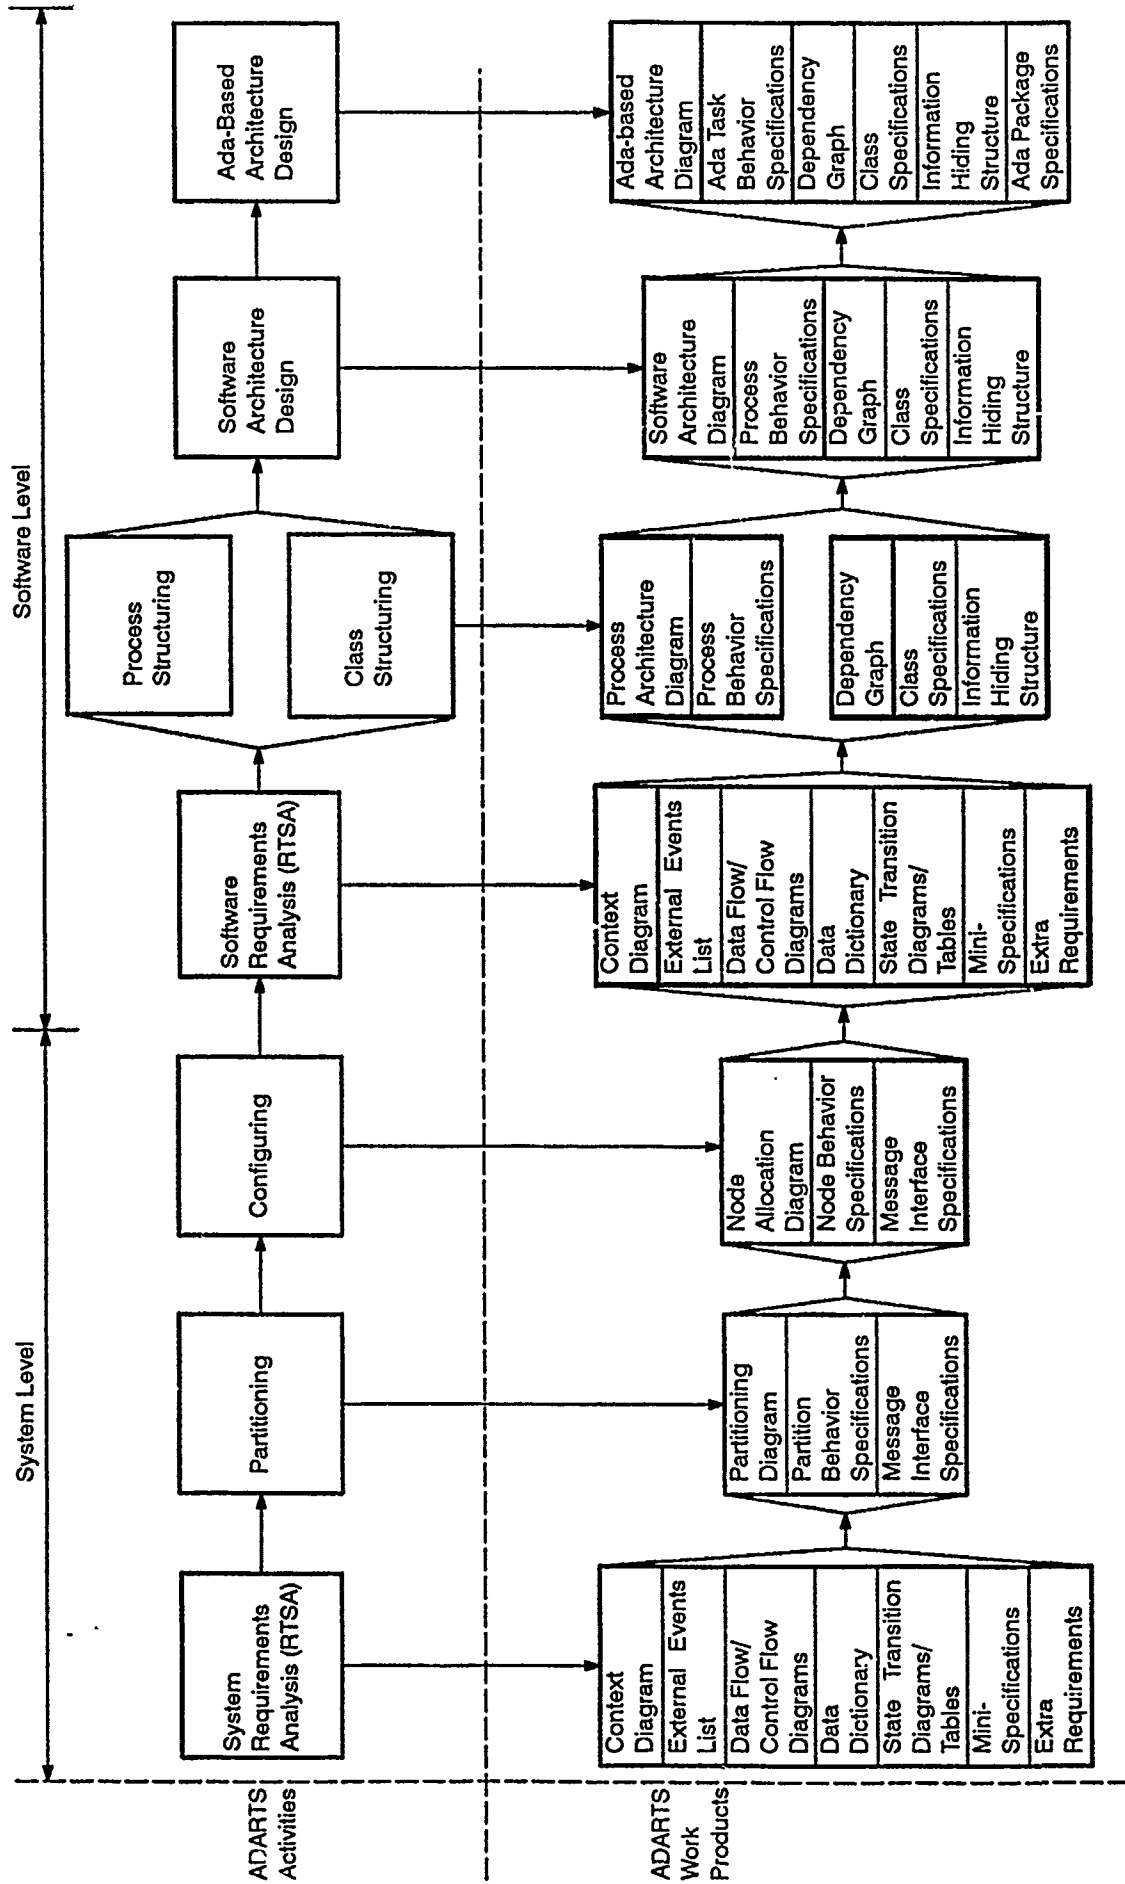 System Level
Software Level
ADARTS
Activities
System
Requirements
Analysis (RTSA)
Partitioning
Configuring
Software
Requirements
Analysis (RTSA)
Process
Structuring
Class
Structuring
Software
Architecture
Design
Ada-Based
Architecture
Design
ADARTS
Work
Products
Context
Diagram
External Events
List
Data Flow/
Control Flow
Diagrams
Data
Dictionary
State Transition
Diagrams/
Tables
Mini-
Specifications
Extra
Requirements
Partitioning
Diagram
Partition
Behavior
Specifications
Message
Interface
Specifications
Node
Allocation
Diagram
Node Behavior
Specifications
Message
Interface
Specifications
Context
Diagram
External Events
List
Data Flow/
Control Flow
Diagrams
Data
Dictionary
State Transition
Diagrams/
Tables
Mini-
Specifications
Extra
Requirements
Process
Architecture
Diagram
Process
Behavior
Specifications
Dependency
Graph
Class
Specifications
Information
Hiding
Structure
Software
Architecture
Diagram
Process
Behavior
Specifications
Dependency
Graph
Class
Specifications
Information
Hiding
Structure
Ada-based
Architecture
Diagram
Ada Task
Behavior
Specifications
Dependency
Graph
Class
Specifications
Information
Hiding
Structure
Ada Package
Specifications